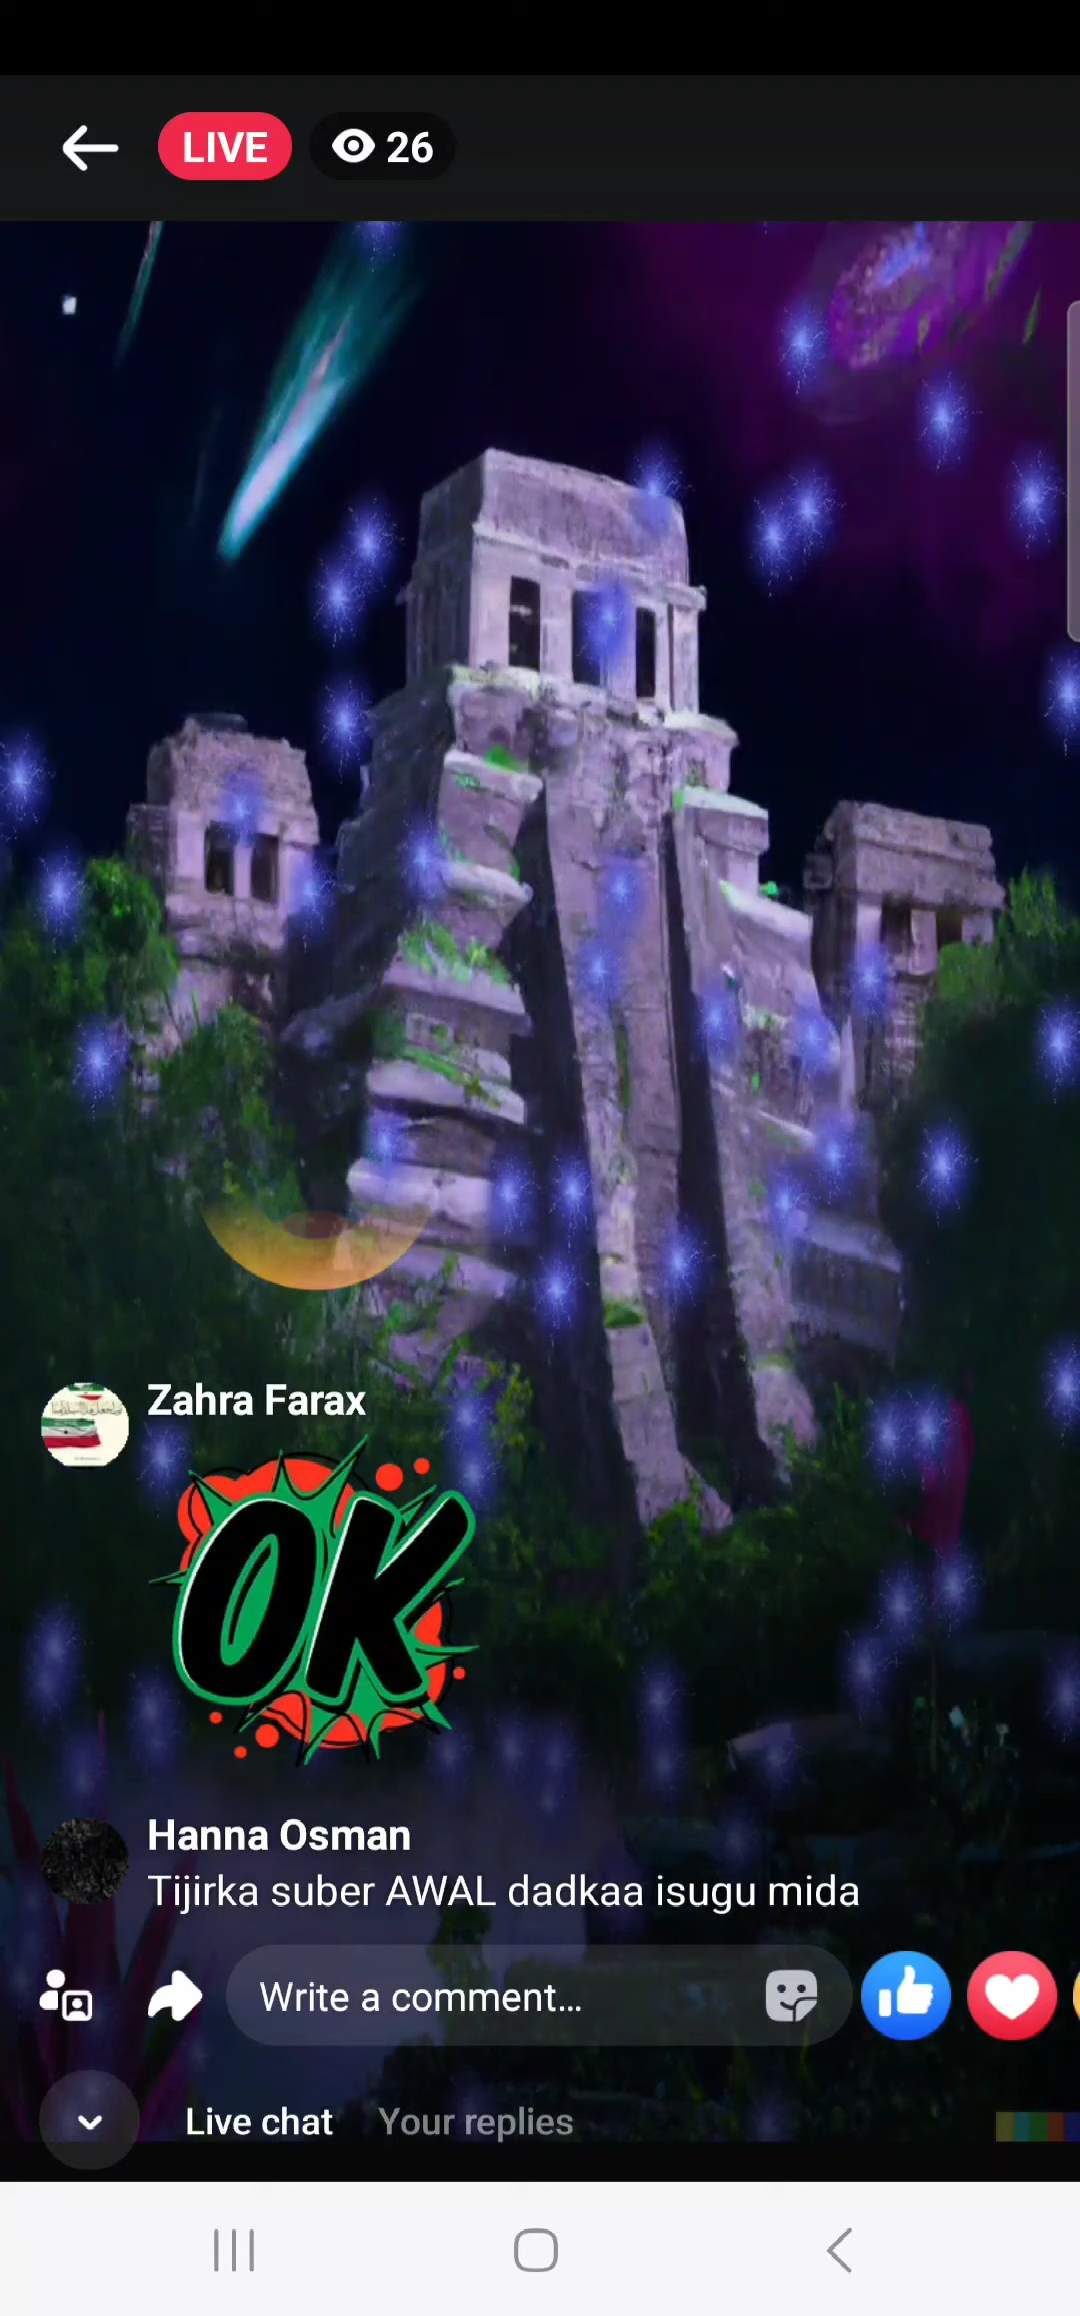 LIVE
26
Zahra Farax
OK
Hanna Osman
Tijirka suber AWAL dadkaa isugu mida
Write a comment...
Live chat
Your replies